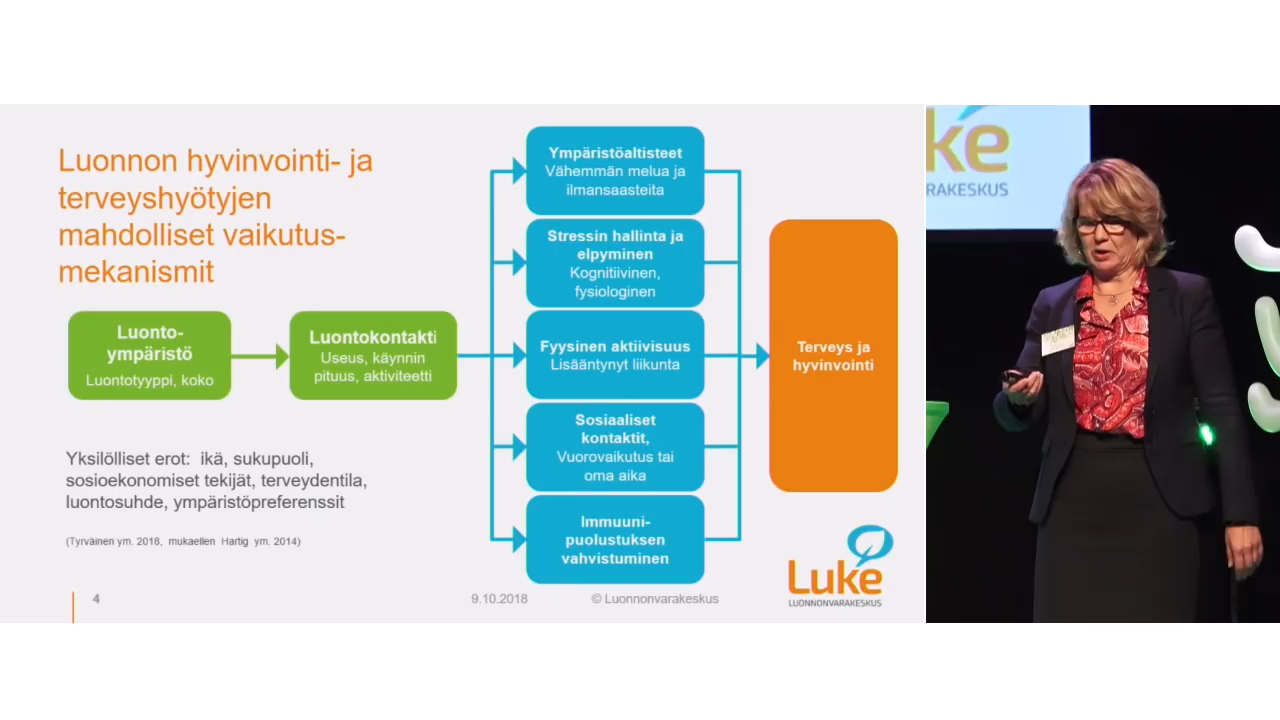 Luonnon hyvinvointi- ja
terveyshyötyjen
mahdolliset vaikutus-
mekanismit
Luonto-
ympäristö
Luontotyyppi, koko
Luontokontakti
Useus, käynnin
pituus, aktiviteetti
Ympäristöaltisteet
Vähemmän melua ja
ilmansaasteita
Stressin hallinta ja
elpyminen
Kognitiivinen,
fysiologinen
Fyysinen aktiivisuus
Lisääntynyt liikunta
Sosiaaliset
kontaktit,
Vuorovaikutus tai
oma aika
Immuuni-
puolustuksen
vahvistuminen
Terveys ja
hyvinvointi
Yksilölliset erot: ikä, sukupuoli,
sosioekonomiset tekijät, terveydentila,
luontosuhde, ympäristöpreferenssit
(Tyrväinen ym. 2018, mukaellen Hartig ym. 2014)
4
9.10.2018
© Luonnonvarakeskus
Luke
LUONNONVARAKESKUS
ke
RAKESKUS